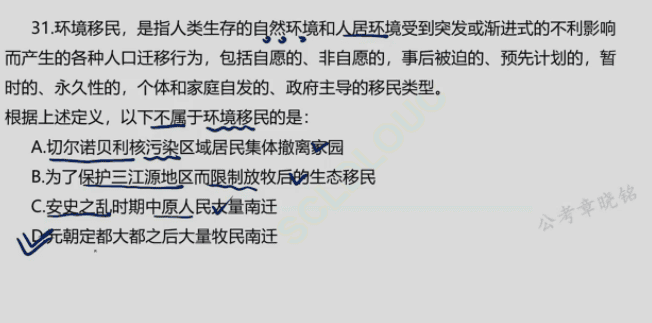 31.环境移民，是指人类生存的自然环境和人居环境受到突发或渐进式的不利影响
而产生的各种人口迁移行为，包括自愿的、非自愿的，事后被迫的、预先计划的，暂
时的、永久性的，个体和家庭自发的、政府主导的移民类型。
根据上述定义，以下不属于环境移民的是：
A.切尔诺贝利核污染区域居民集体撤离家园
B.为了保护三江源地区而限制放牧后的生态移民
C.安史之乱时期中原人民大量南迁
D.元朝定都大都之后大量牧民南迁
公考章晓铭